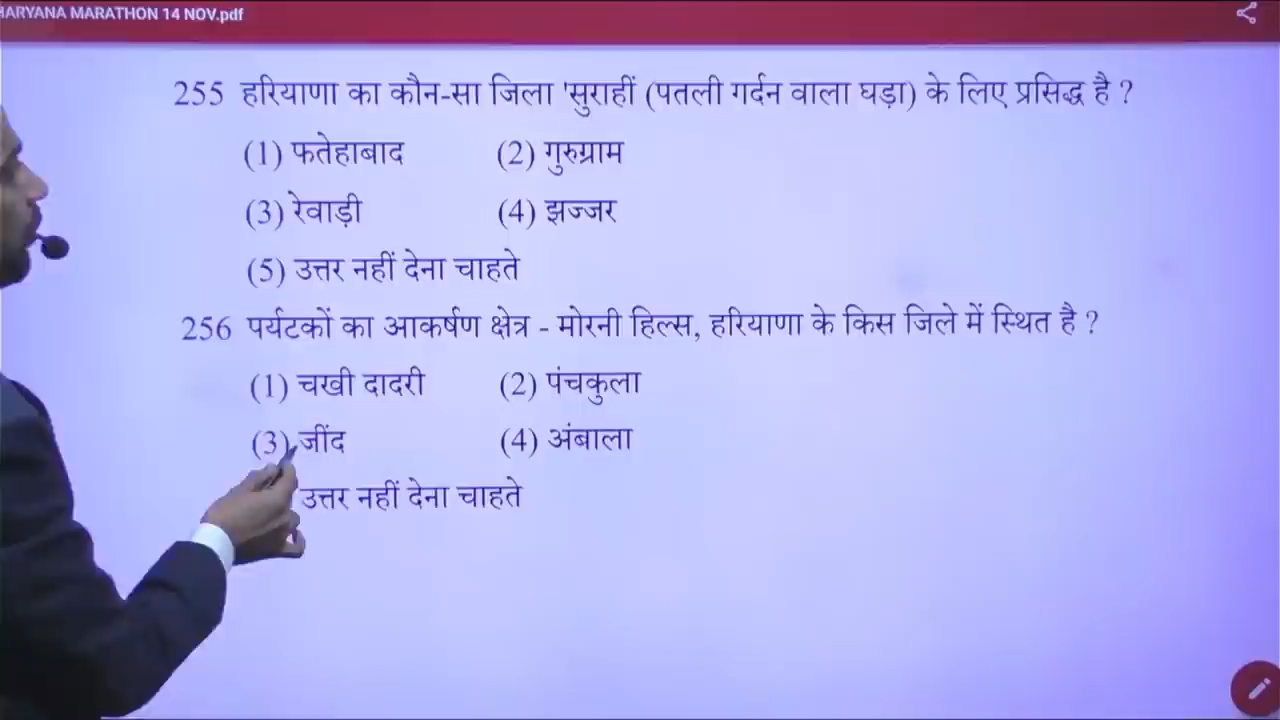 HARYANA MARATHON 14 NOV.pdf
255 हरियाणा का कौन-सा जिला 'सुराहीं (पतली गर्दन वाला घड़ा) के लिए प्रसिद्ध है ?
(1) फतेहाबाद (2) गुरुग्राम
(3) रेवाड़ी (4) झज्जर
(5) उत्तर नहीं देना चाहते
256 पर्यटकों का आकर्षण क्षेत्र - मोरनी हिल्स, हरियाणा के किस जिले में स्थित है ?
(1) चखी दादरी (2) पंचकुला
(3) जींद (4) अंबाला
उत्तर नहीं देना चाहते